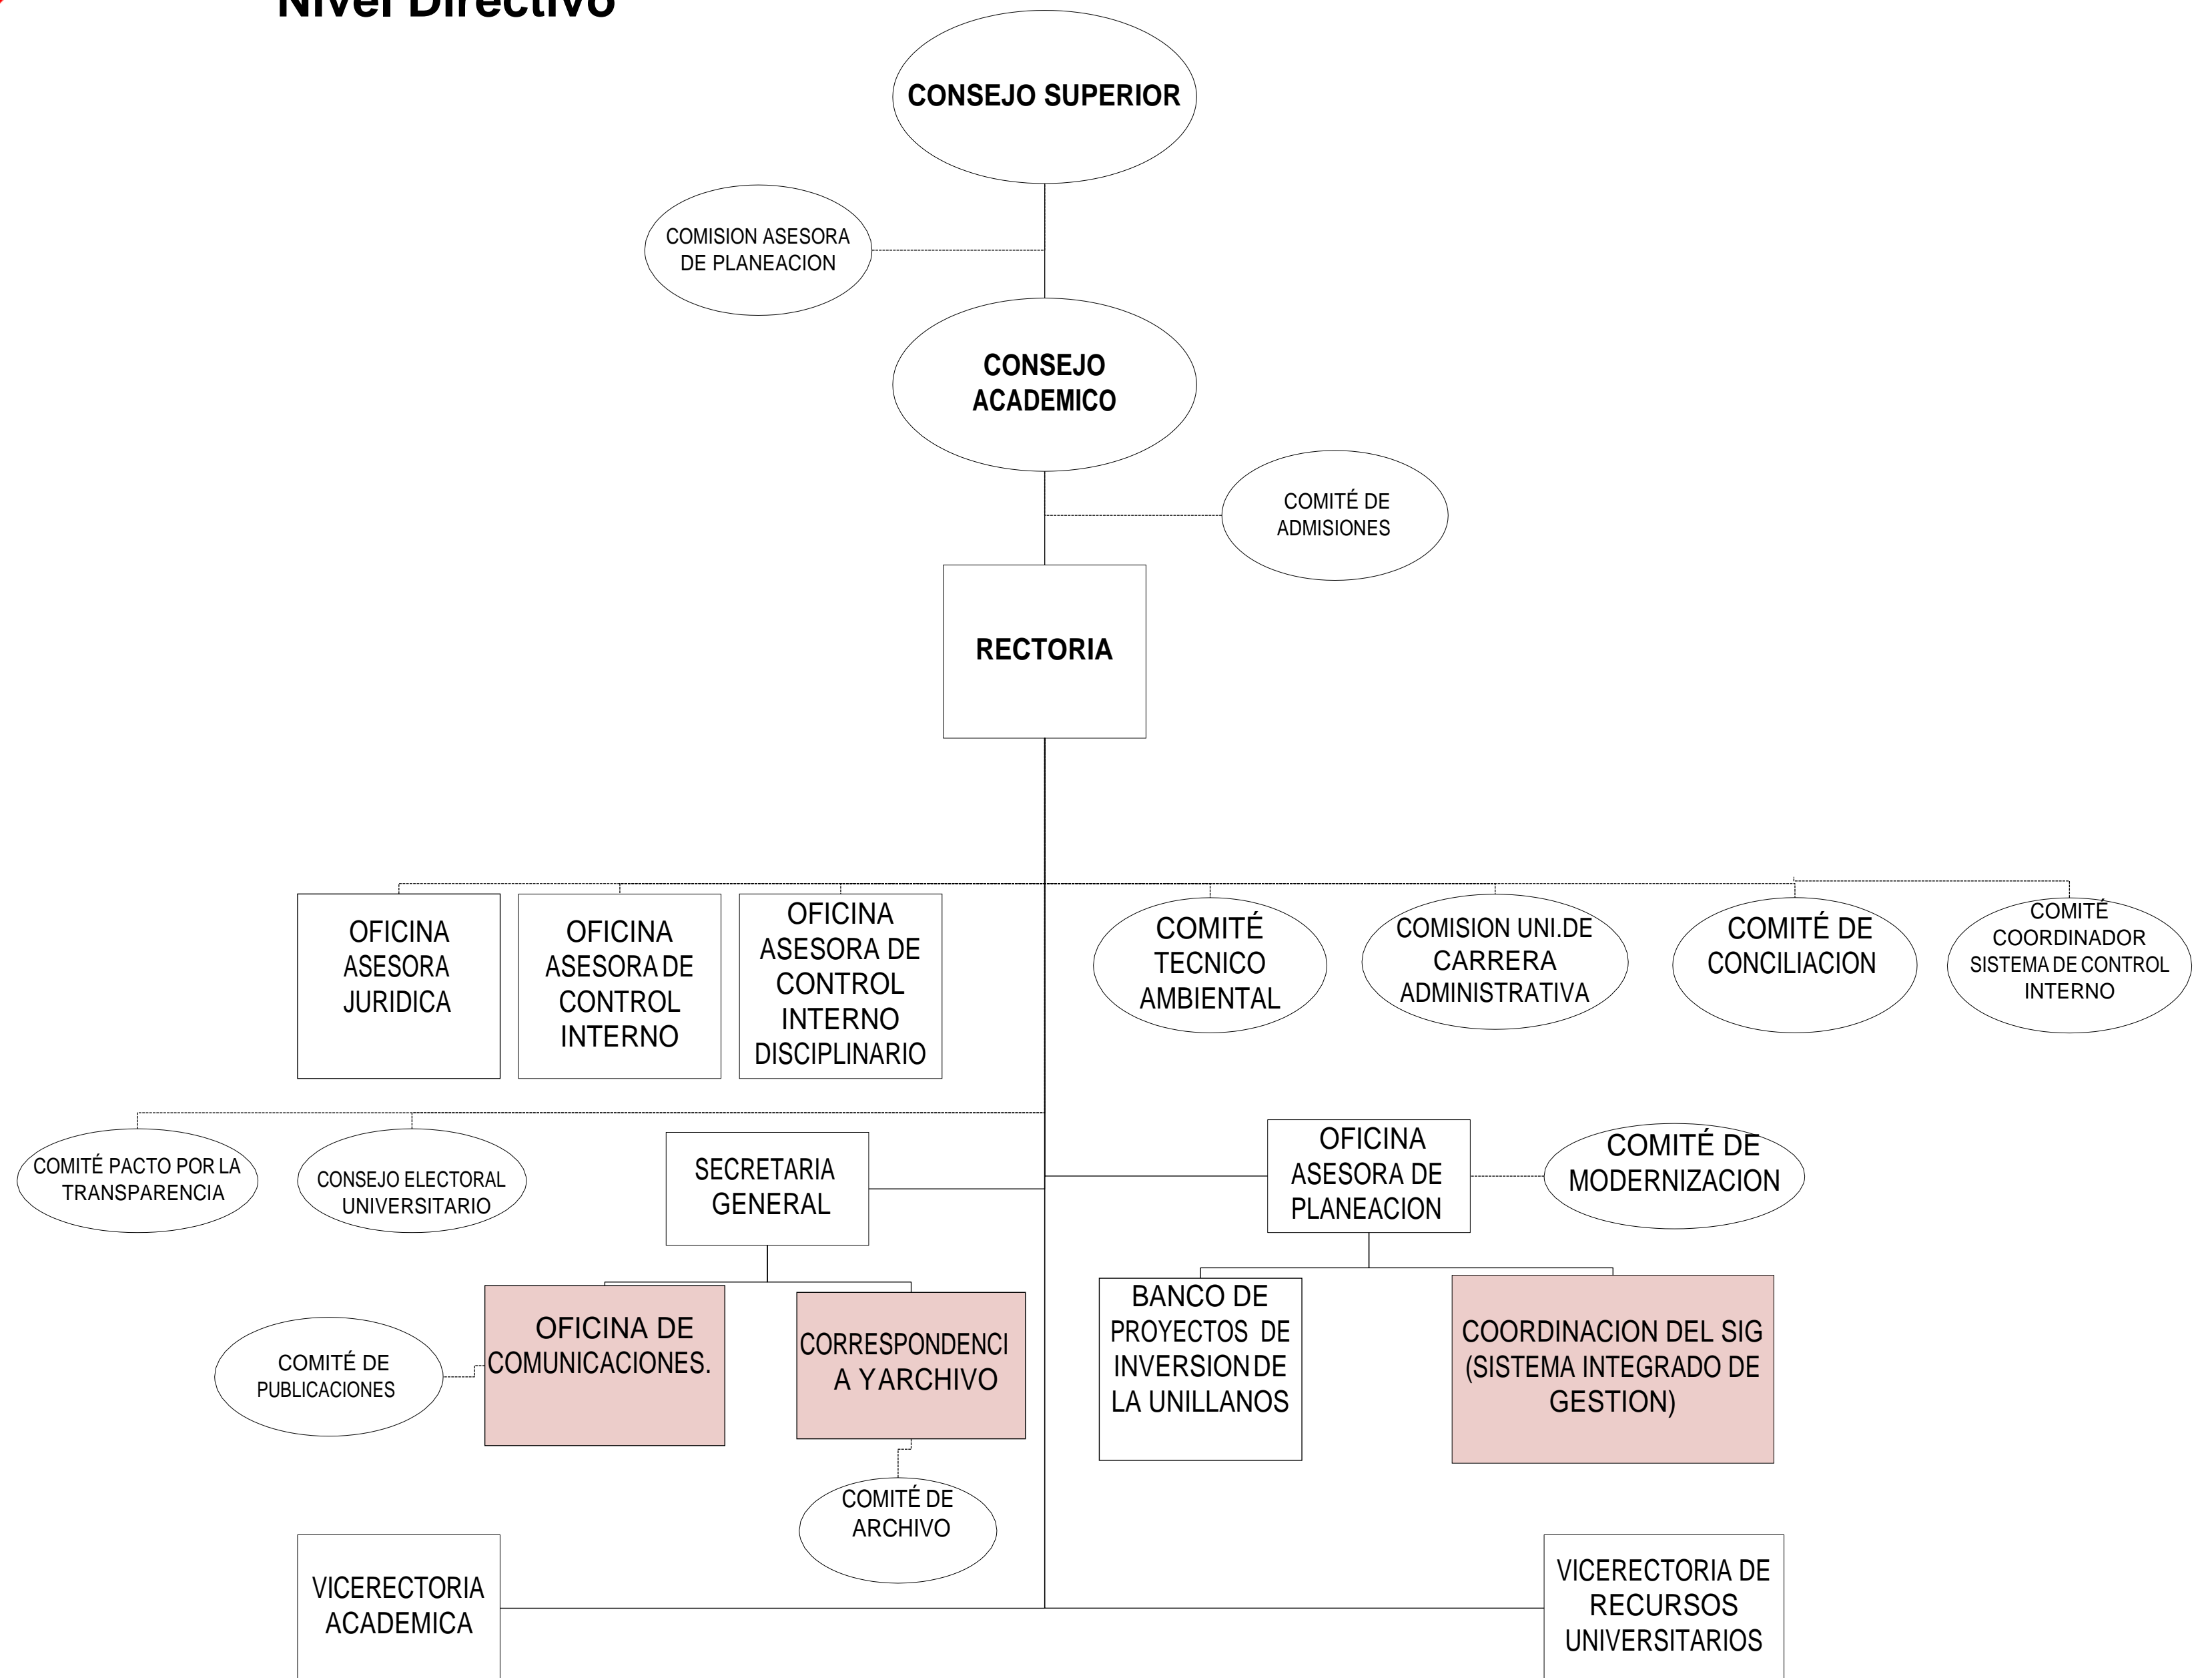 Nivel Directivo
CONSEJO SUPERIOR
COMISION ASESORA
DE PLANEACION
CONSEJO
ACADEMICO
COMITÉ DE
ADMISIONES
RECTORIA
OFICINA
ASESORA
JURIDICA
OFICINA
ASESORA DE
CONTROL
INTERNO
OFICINA
ASESORA DE
CONTROL
INTERNO
DISCIPLINARIO
COMITÉ
TECNICO
AMBIENTAL
COMISION UNI.DE
CARRERA
ADMINISTRATIVA
COMITÉ DE
CONCILIACION
COMITÉ
COORDINADOR
SISTEMA DE CONTROL
INTERNO
COMITÉ PACTO POR LA
TRANSPARENCIA
CONSEJO ELECTORAL
UNIVERSITARIO
SECRETARIA
GENERAL
OFICINA
ASESORA DE
PLANEACION
COMITÉ DE
MODERNIZACION
COMITÉ DE
PUBLICACIONES
OFICINA DE
COMUNICACIONES.
CORRESPONDENCI
A YARCHIVO
BANCO DE
PROYECTOS DE
INVERSION DE
LA UNILLANOS
COORDINACION DEL SIG
(SISTEMA INTEGRADO DE
GESTION)
COMITÉ DE
ARCHIVO
VICERECTORIA
ACADEMICA
VICERECTORIA DE
RECURSOS
UNIVERSITARIOS